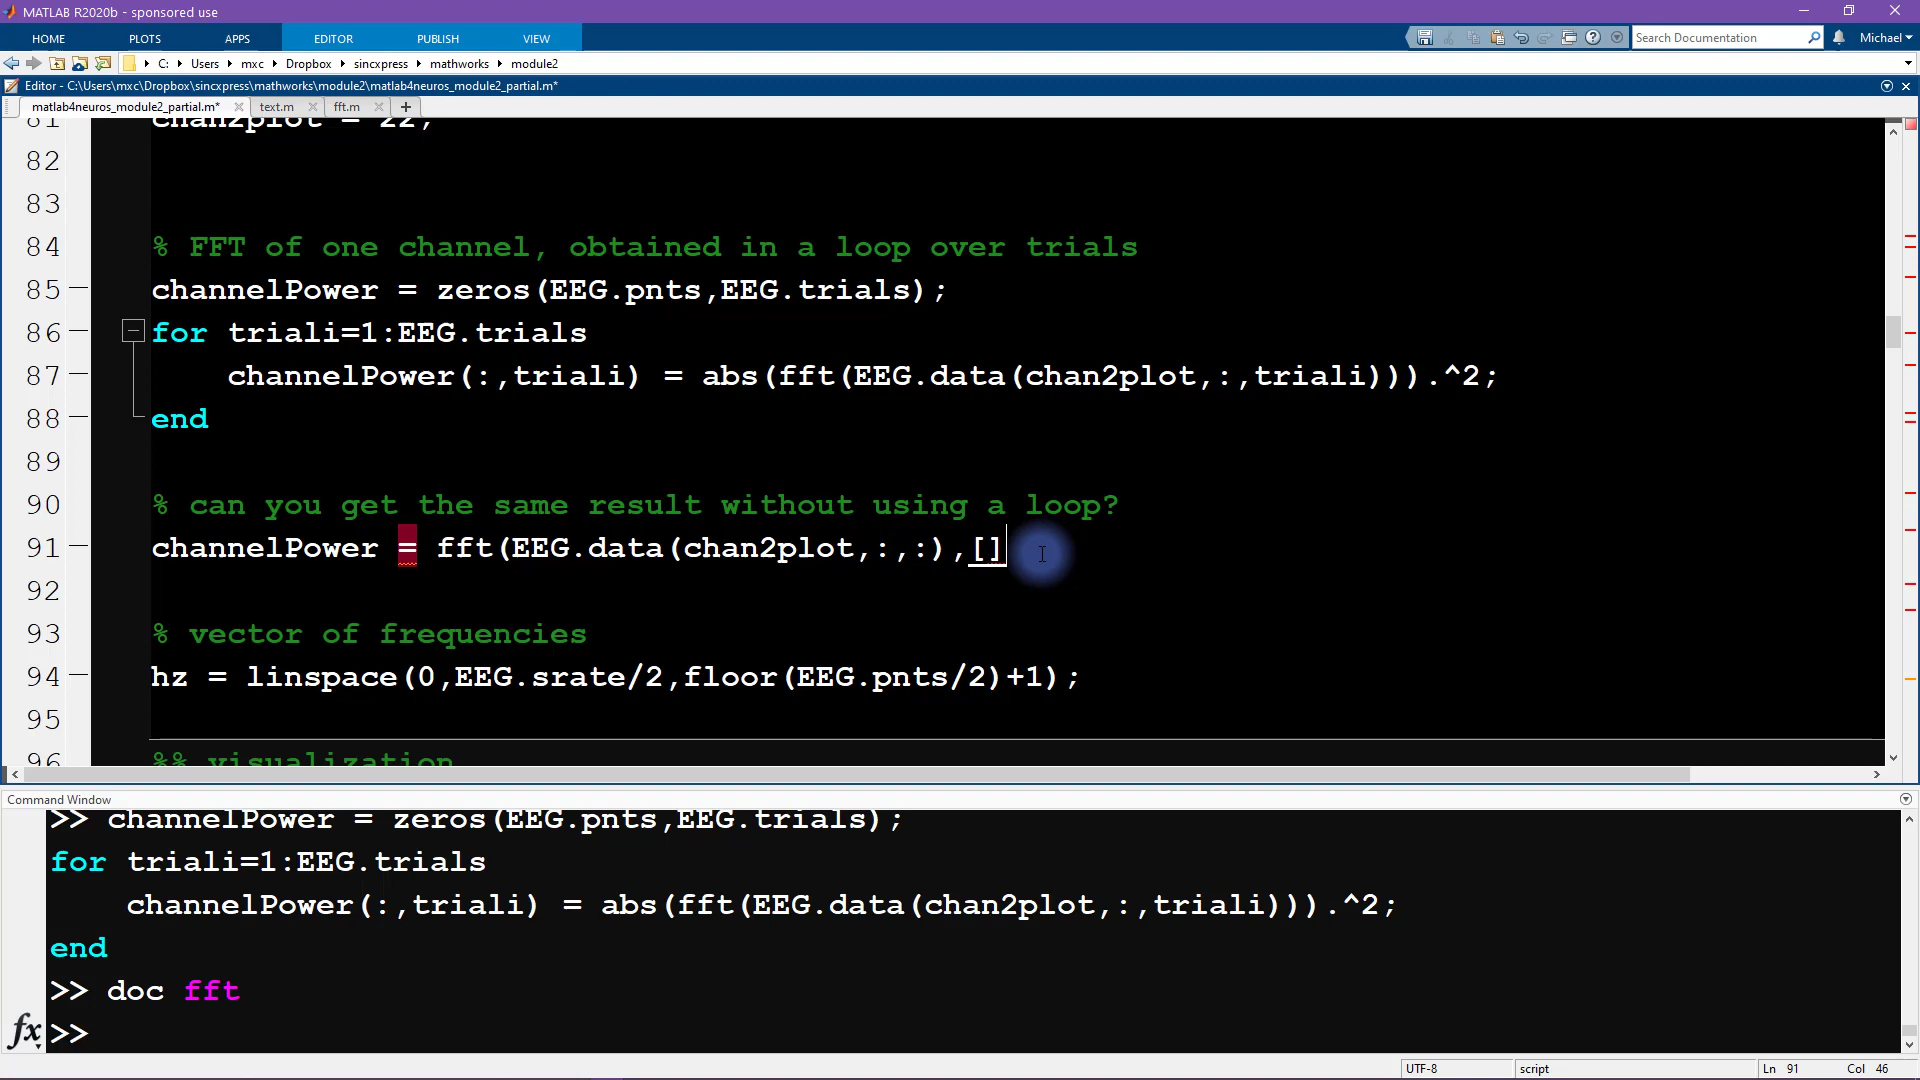 MATLAB R2020b - sponsored use
HOME PLOTS APPS EDITOR PUBLISH VIEW
Search Documentation Michael
C: Users mxc Dropbox sincxpress mathworks module2
Editor - C:\Users\mxc\Dropbox\sincxpress\mathworks\module2\matlab4neuros_module2_partial.m*
matlab4neuros_module2_partial.m* text.m fft.m +
81 chan2plot = 22;
82
83
84 % FFT of one channel, obtained in a loop over trials
85 channelPower = zeros(EEG.pnts,EEG.trials);
86 for triali=1:EEG.trials
87 channelPower(:,triali) = abs(fft(EEG.data(chan2plot,:,triali))).^2;
88 end
89
90 % can you get the same result without using a loop?
91 channelPower = fft(EEG.data(chan2plot,:,:),[]
92
93 % vector of frequencies
94 hz = linspace(0,EEG.srate/2,floor(EEG.pnts/2)+1);
95
96 %% visualization
Command Window
>> channelPower = zeros(EEG.pnts,EEG.trials);
for triali=1:EEG.trials
channelPower(:,triali) = abs(fft(EEG.data(chan2plot,:,triali))).^2;
end
>> doc fft
fx >>
UTF-8 script Ln 91 Col 46